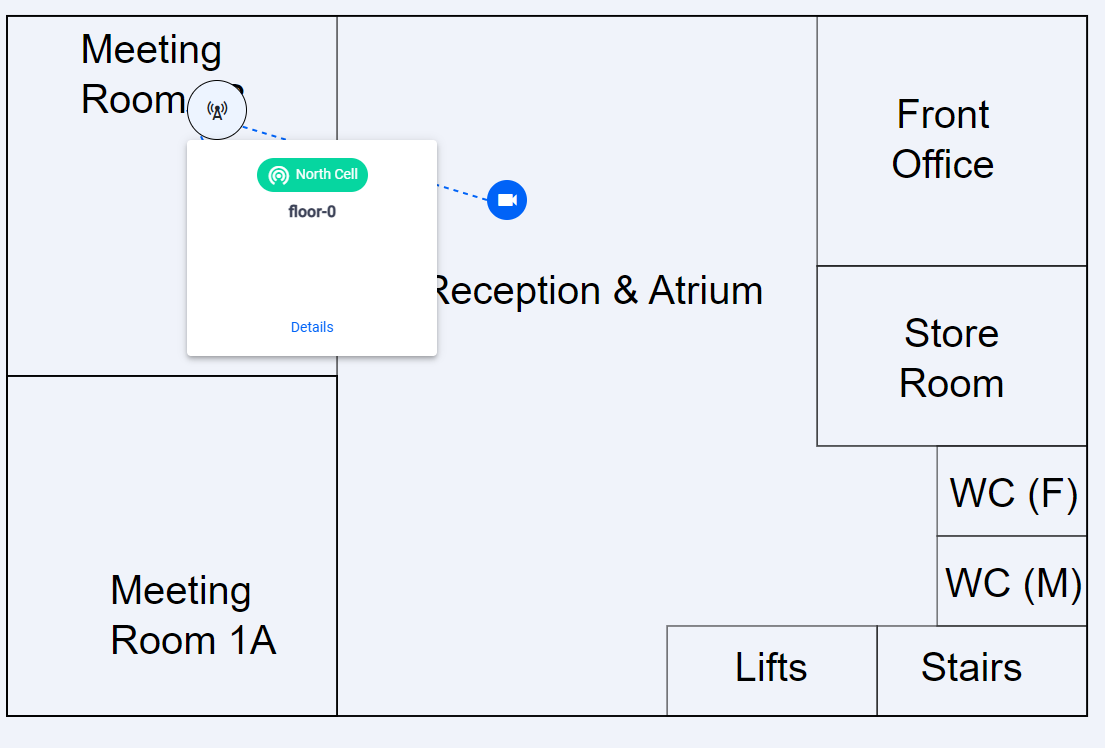 Meeting
Room
North Cell
floor-0
Details
Reception & Atrium
Front
Office
Store
Room
WC (F)
WC (M)
Meeting
Room 1A
Lifts
Stairs